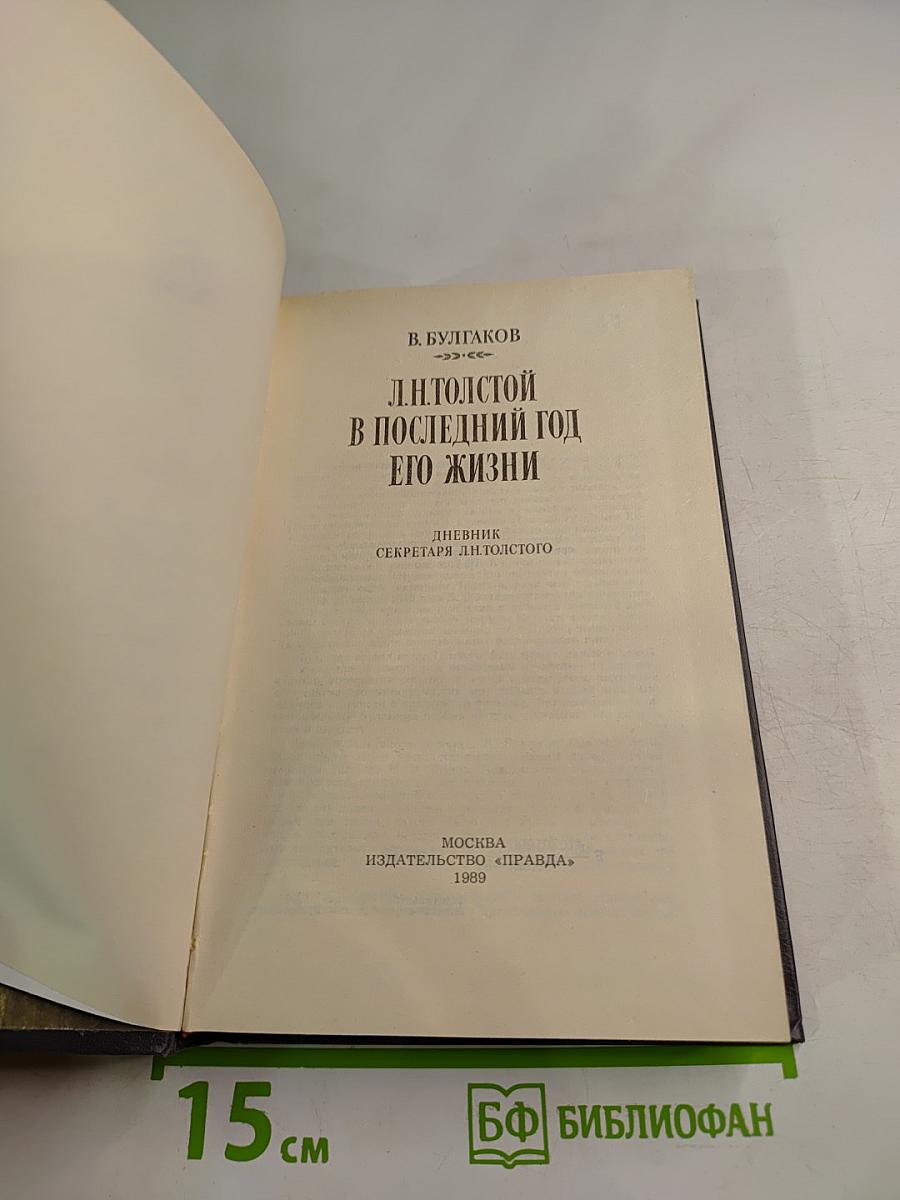 В. БУЛГАКОВ
Л.Н.ТОЛСТОЙ
В ПОСЛЕДНИЙ ГОД
ЕГО ЖИЗНИ
ДНЕВНИК
СЕКРЕТАРЯ Л.Н.ТОЛСТОГО
МОСКВА
ИЗДАТЕЛЬСТВО «ПРАВДА»
1989
15 см
БФ БИБЛИОФАН